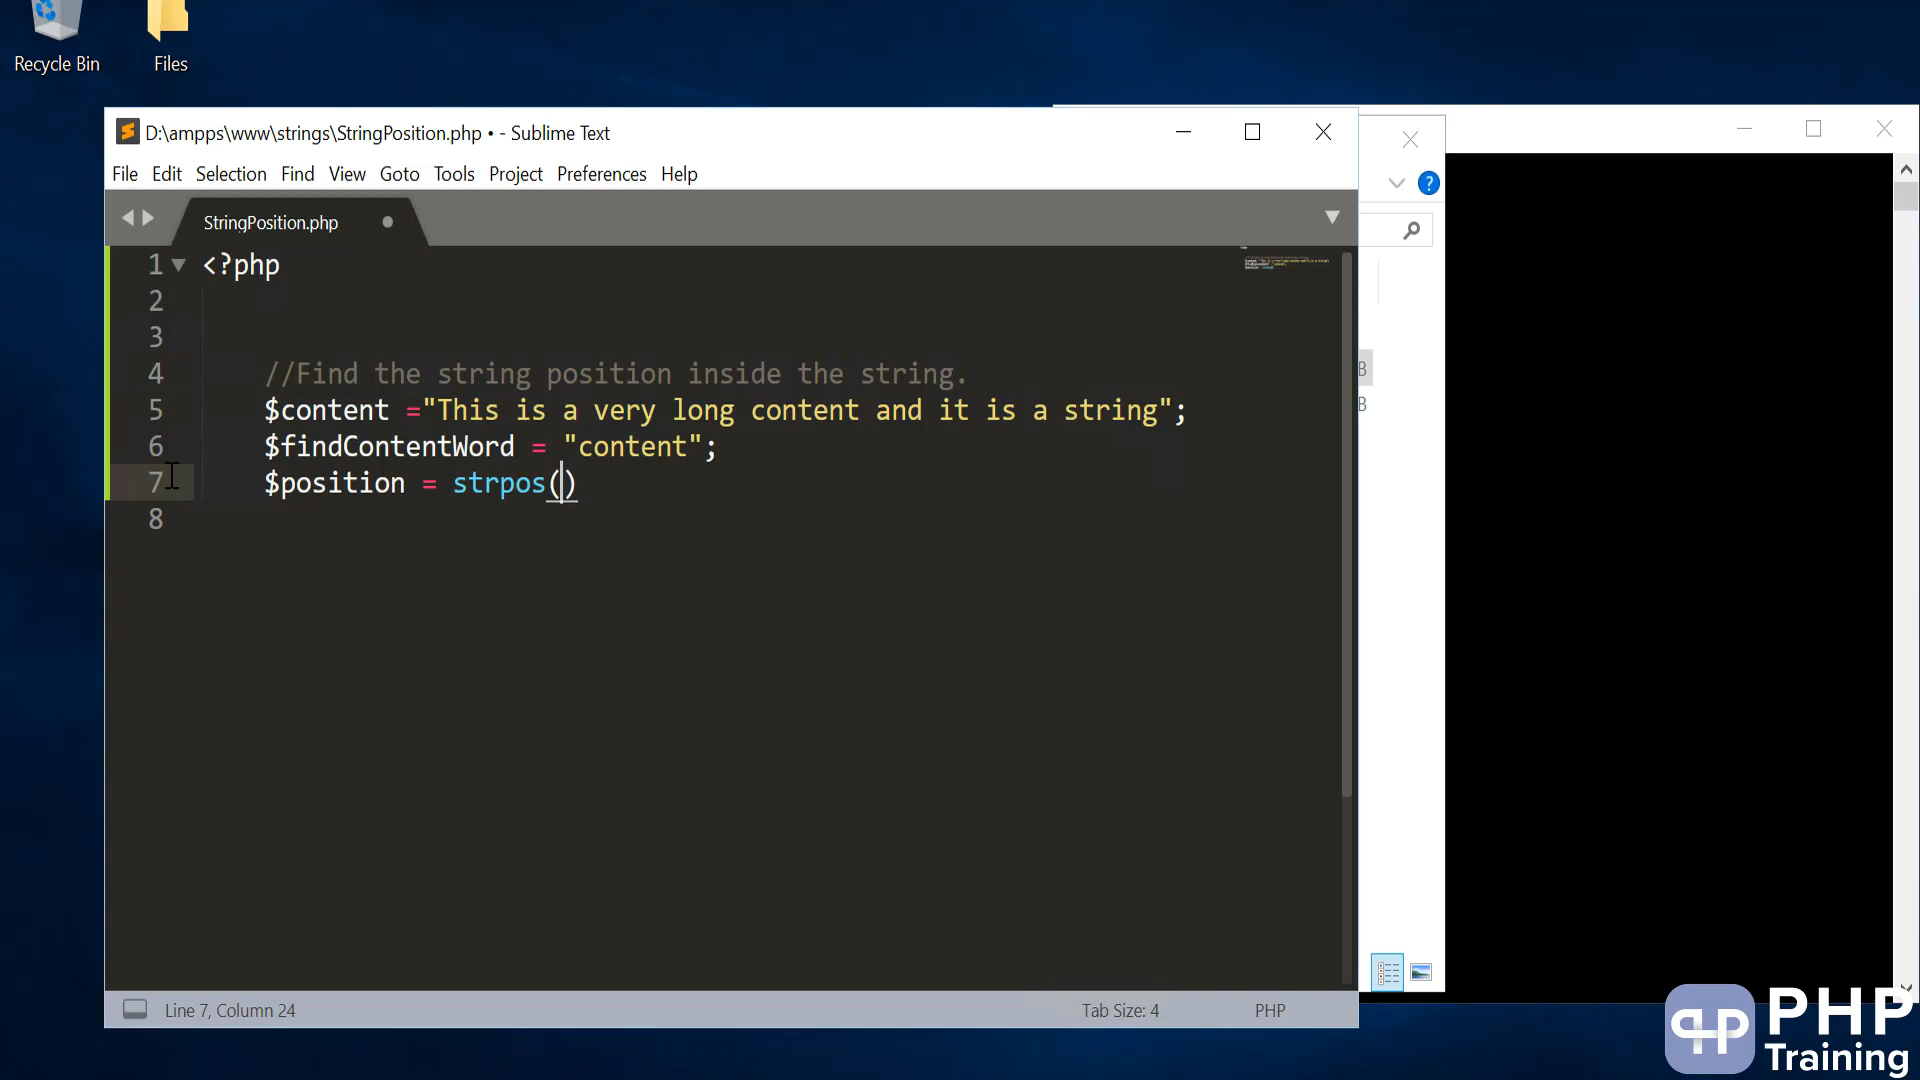 Recycle Bin
Files
D:\ampps\www\strings\StringPosition.php • - Sublime Text
File Edit Selection Find View Goto Tools Project Preferences Help
StringPosition.php
1 <?php
2
3
4 //Find the string position inside the string.
5 $content ="This is a very long content and it is a string";
6 $findContentWord = "content";
7 $position = strpos()
8
B
B
Line 7, Column 24
Tab Size: 4
PHP
PHP
Training